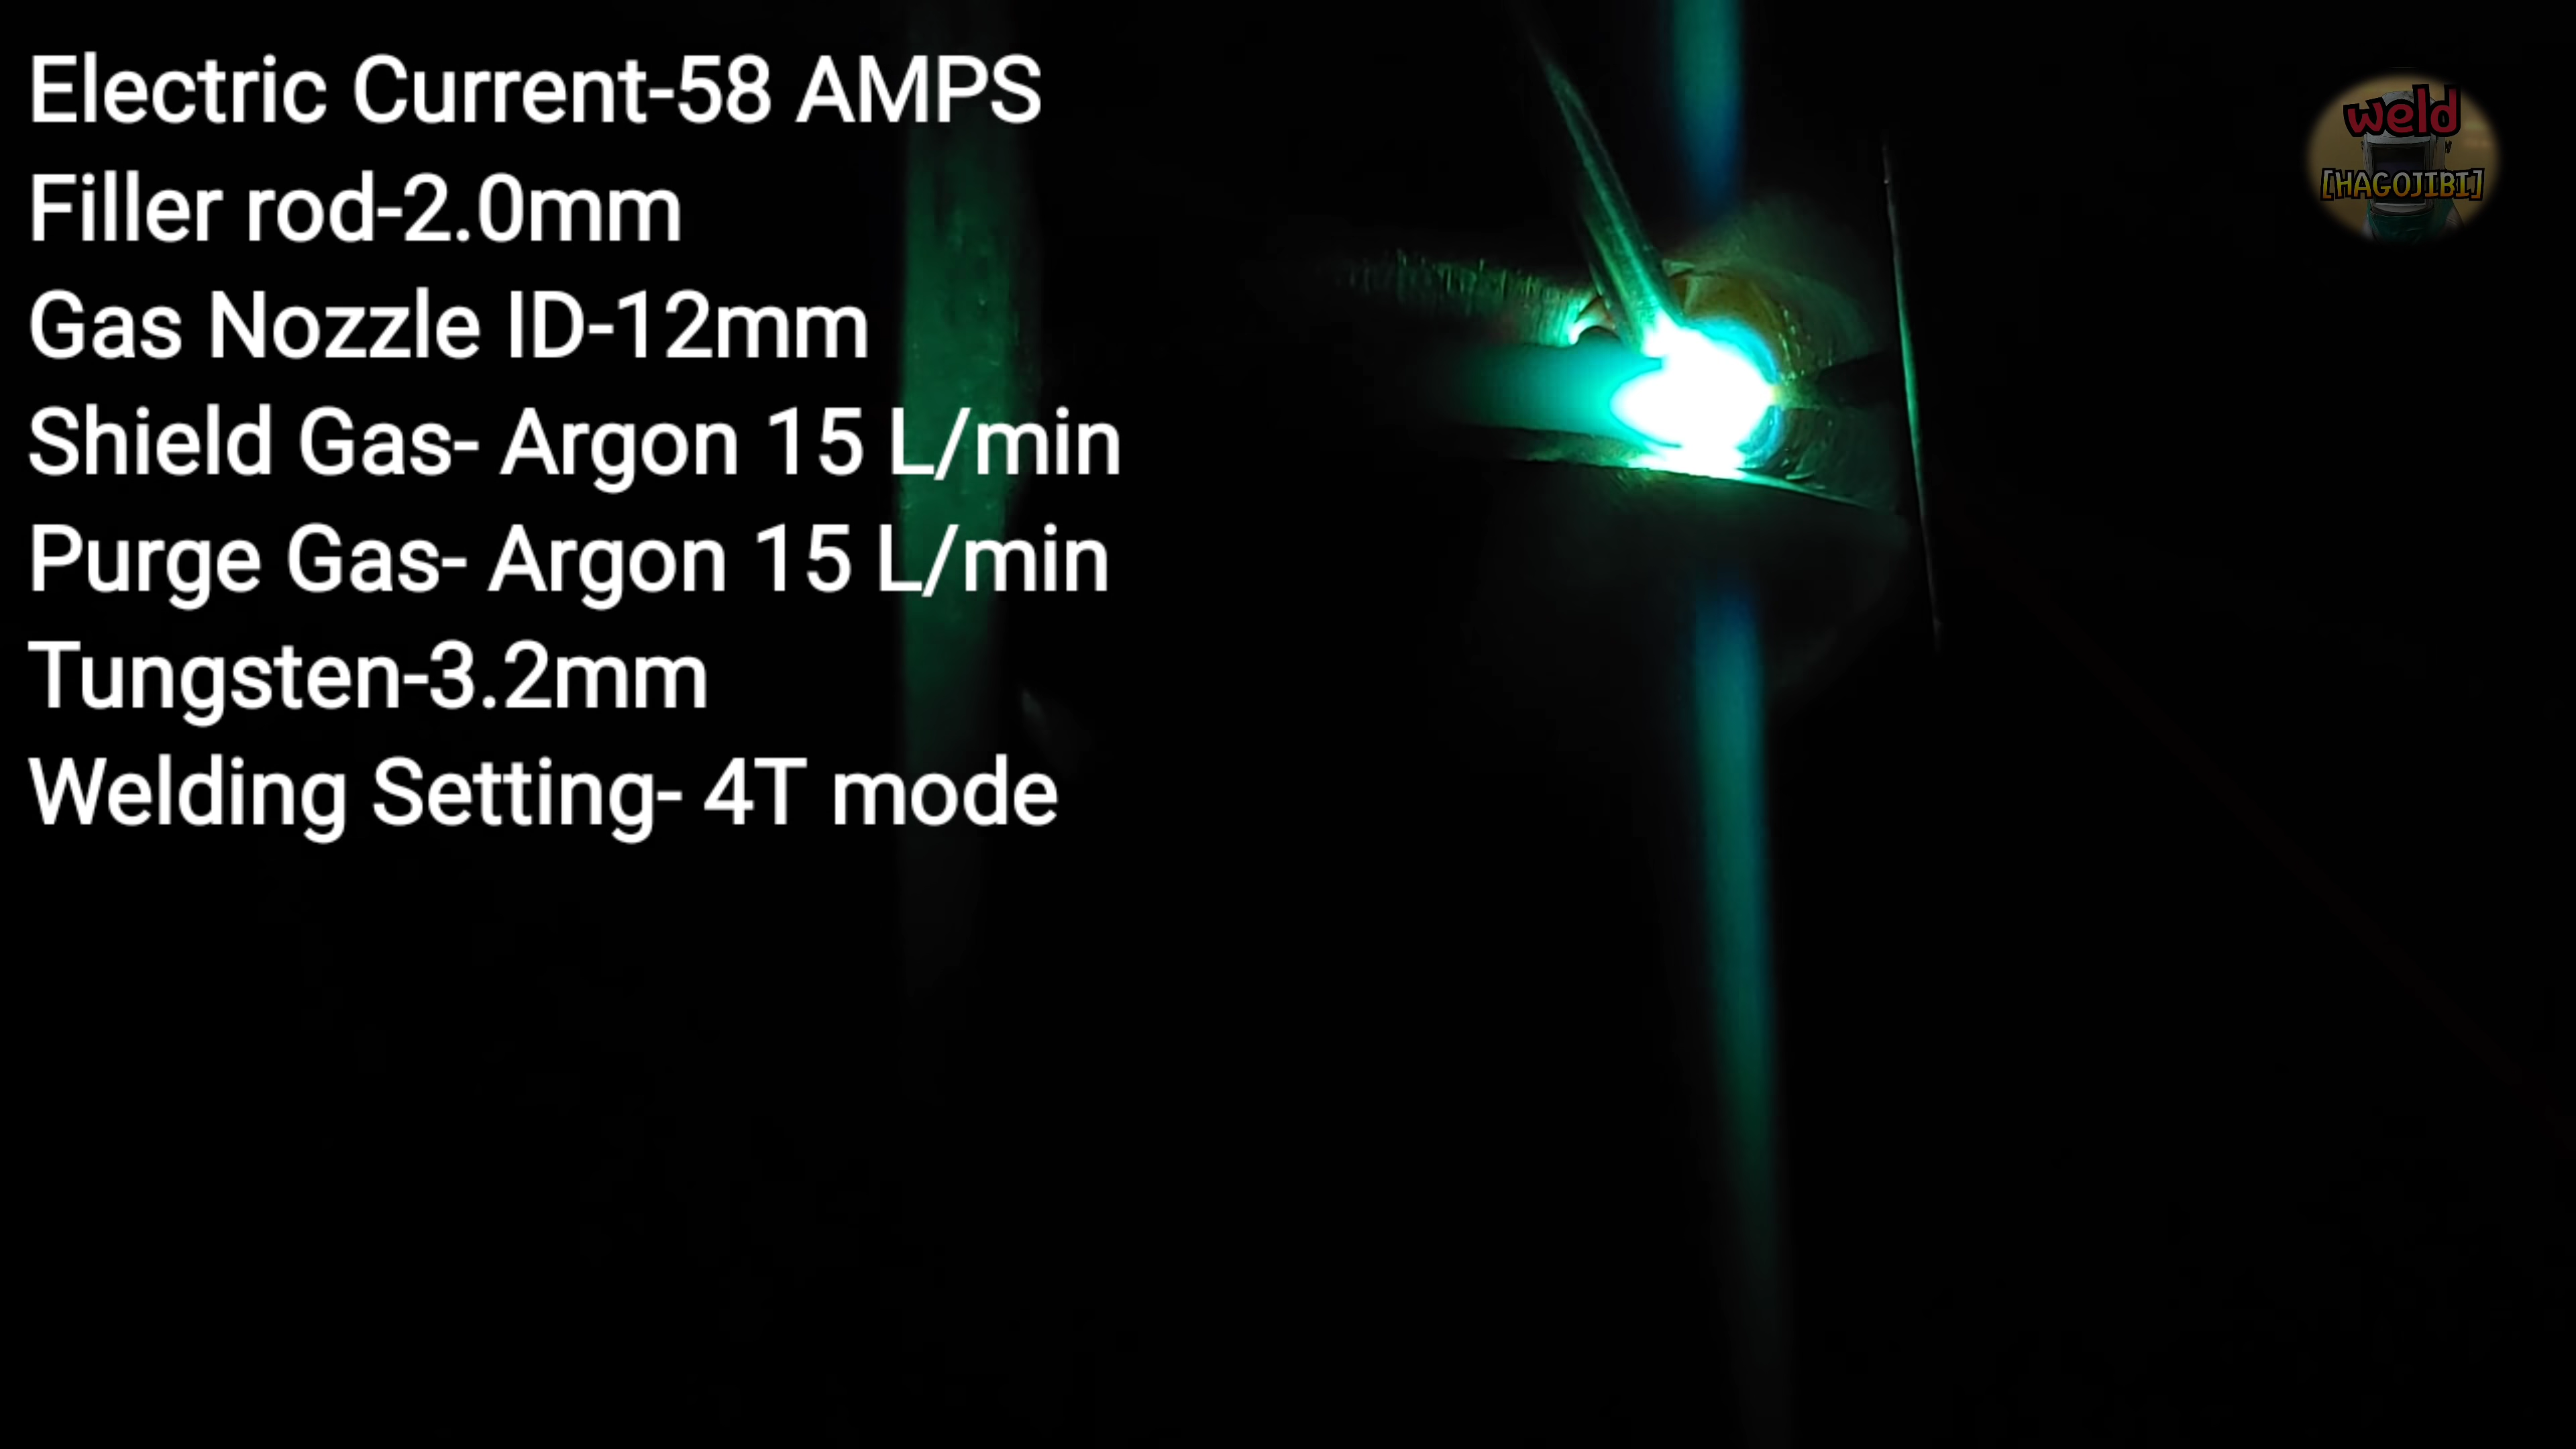 Electric Current-58 AMPS
Filler rod-2.0mm
Gas Nozzle ID-12mm
Shield Gas- Argon 15 L/min
Purge Gas- Argon 15 L/min
Tungsten-3.2mm
Welding Setting- 4T mode
weld
[HAGOJIBI]